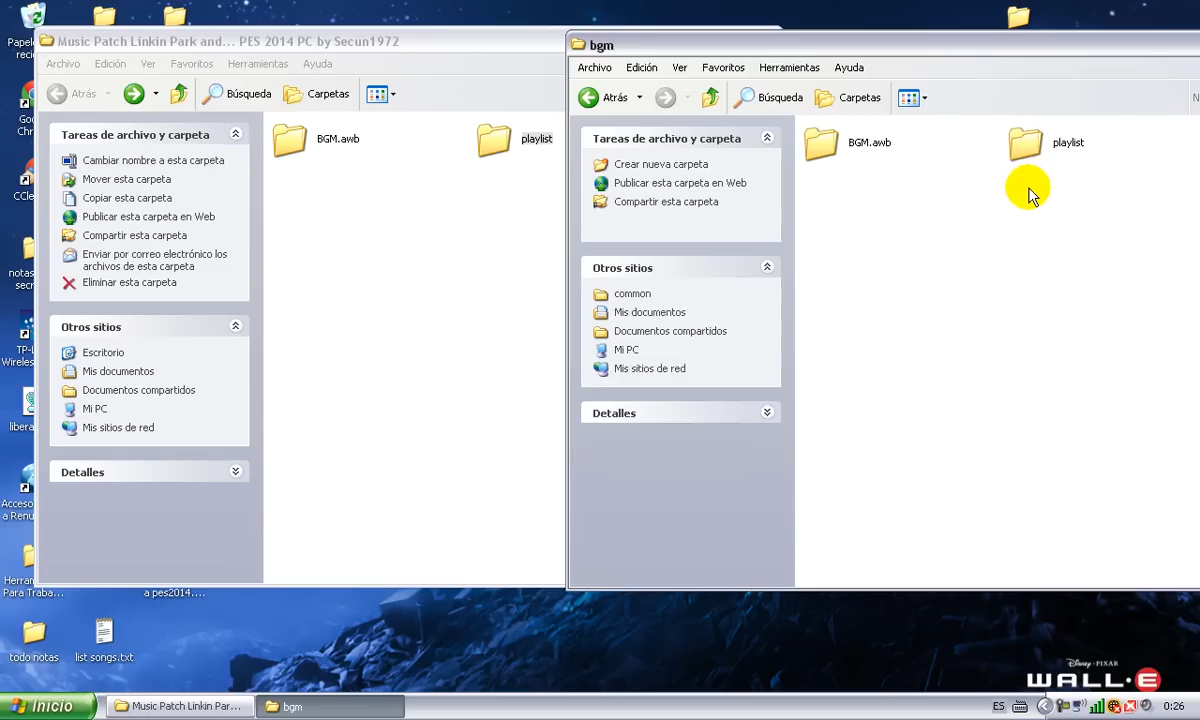 Music Patch Linkin Park and... PES 2014 PC by Secun1972
Archivo Edición Ver Favoritos Herramientas Ayuda
Atrás Búsqueda Carpetas
Tareas de archivo y carpeta
Cambiar nombre a esta carpeta
Mover esta carpeta
Copiar esta carpeta
Publicar esta carpeta en Web
Compartir esta carpeta
Enviar por correo electrónico los
archivos de esta carpeta
Eliminar esta carpeta
Otros sitios
Escritorio
Mis documentos
Documentos compartidos
Mi PC
Mis sitios de red
Detalles
BGM.awb
playlist
bgm
Archivo Edición Ver Favoritos Herramientas Ayuda
Atrás Búsqueda Carpetas
Tareas de archivo y carpeta
Crear nueva carpeta
Publicar esta carpeta en Web
Compartir esta carpeta
Otros sitios
common
Mis documentos
Documentos compartidos
Mi PC
Mis sitios de red
Detalles
BGM.awb
playlist
Papele
reci
Goo
Chr
CCle
notas
secr
TP-L
Wireles
libera
Acceso
a Renu
Herram
Para Traba...
a pes2014....
todo notas
list songs.txt
DISNEY·PIXAR
WALL·E
Inicio
Music Patch Linkin Par...
bgm
ES
0:26